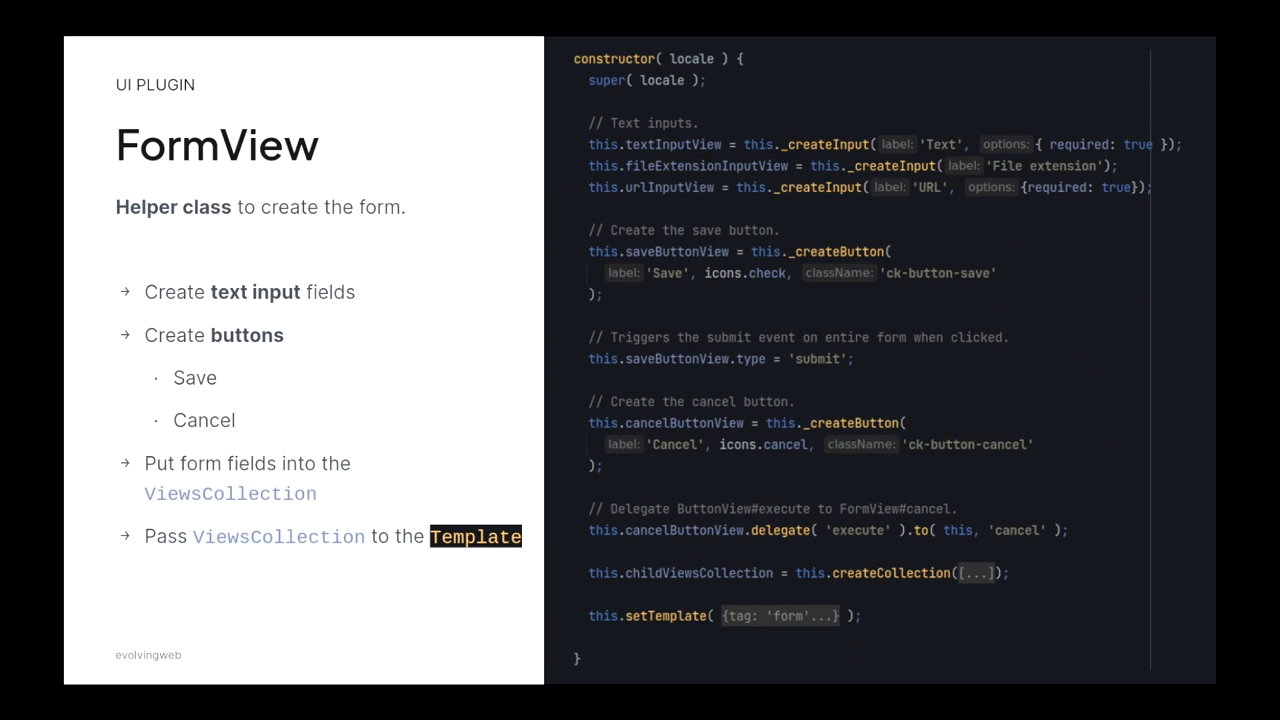 UI PLUGIN
FormView
Helper class to create the form.
→ Create text input fields
→ Create buttons
· Save
· Cancel
→ Put form fields into the
ViewsCollection
→ Pass ViewsCollection to the Template
evolvingweb
constructor( locale ) {
super( locale );
// Text inputs.
this.textInputView = this._createInput( label: 'Text', options: { required: true });
this.fileExtensionInputView = this._createInput( label: 'File extension');
this.urlInputView = this._createInput( label: 'URL', options: {required: true});
// Create the save button.
this.saveButtonView = this._createButton(
label: 'Save', icons.check, className: 'ck-button-save'
);
// Triggers the submit event on entire form when clicked.
this.saveButtonView.type = 'submit';
// Create the cancel button.
this.cancelButtonView = this._createButton(
label: 'Cancel', icons.cancel, className: 'ck-button-cancel'
);
// Delegate ButtonView#execute to FormView#cancel.
this.cancelButtonView.delegate( 'execute' ).to( this, 'cancel' );
this.childViewsCollection = this.createCollection([...]);
this.setTemplate( {tag: 'form'...} );
}